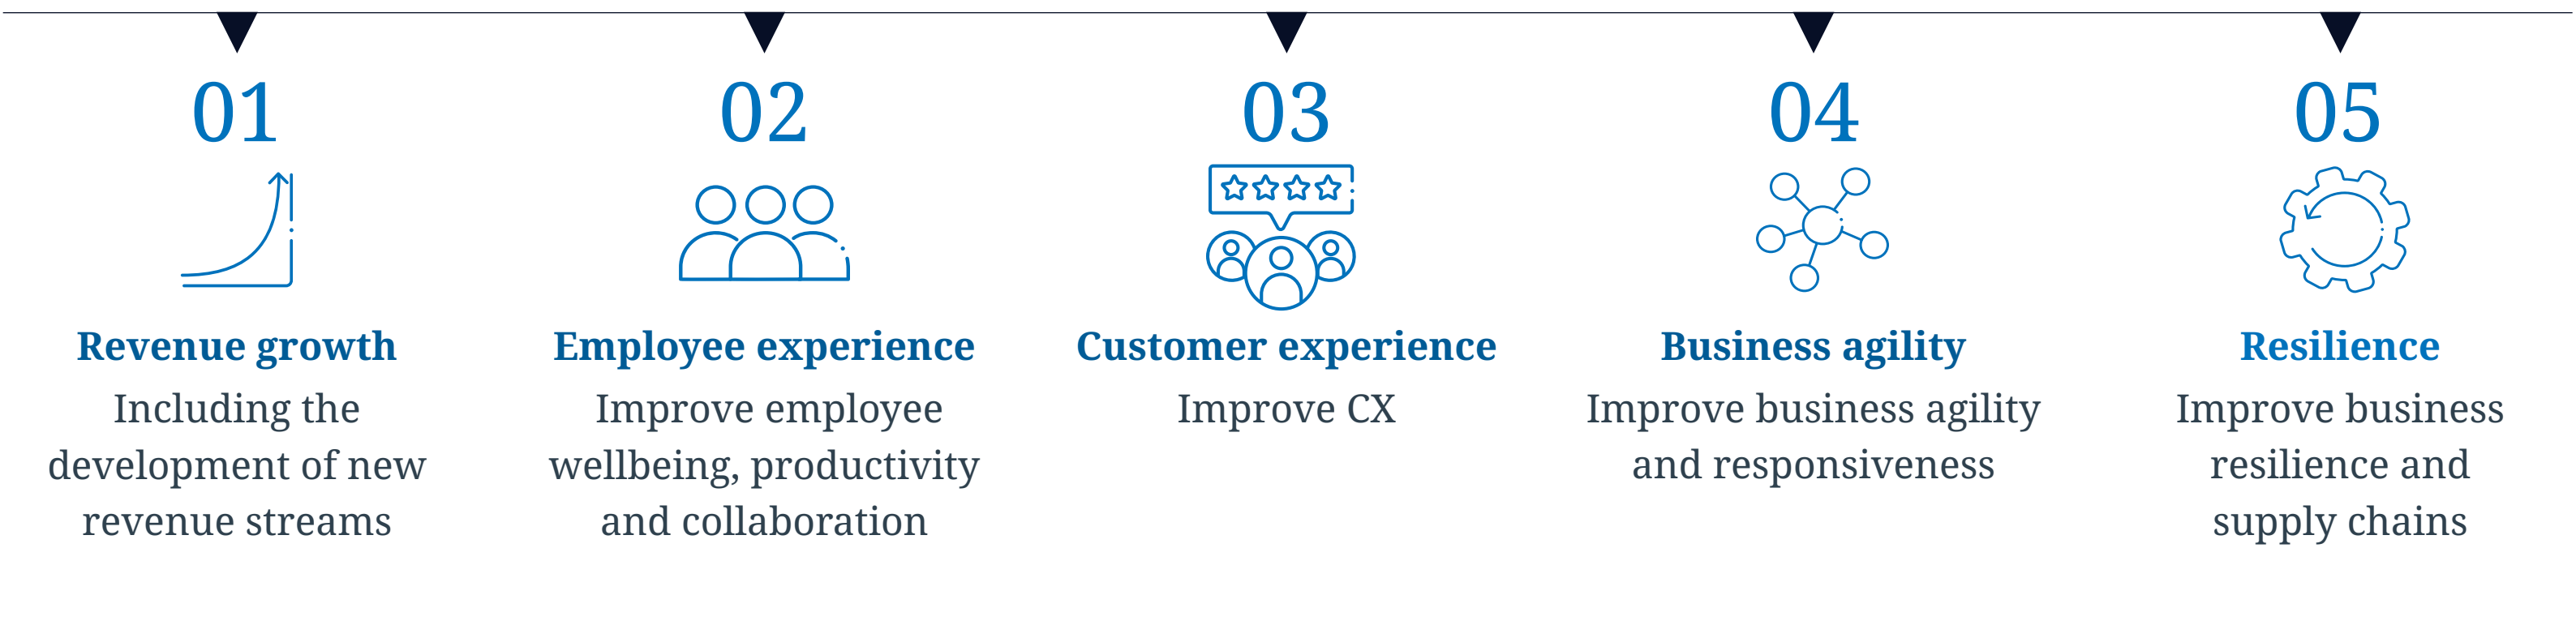 01
Revenue growth
Including the
development of new
revenue streams
02
Employee experience
Improve employee
wellbeing, productivity
and collaboration
03
Customer experience
Improve CX
04
Business agility
Improve business agility
and responsiveness
05
Resilience
Improve business
resilience and
supply chains